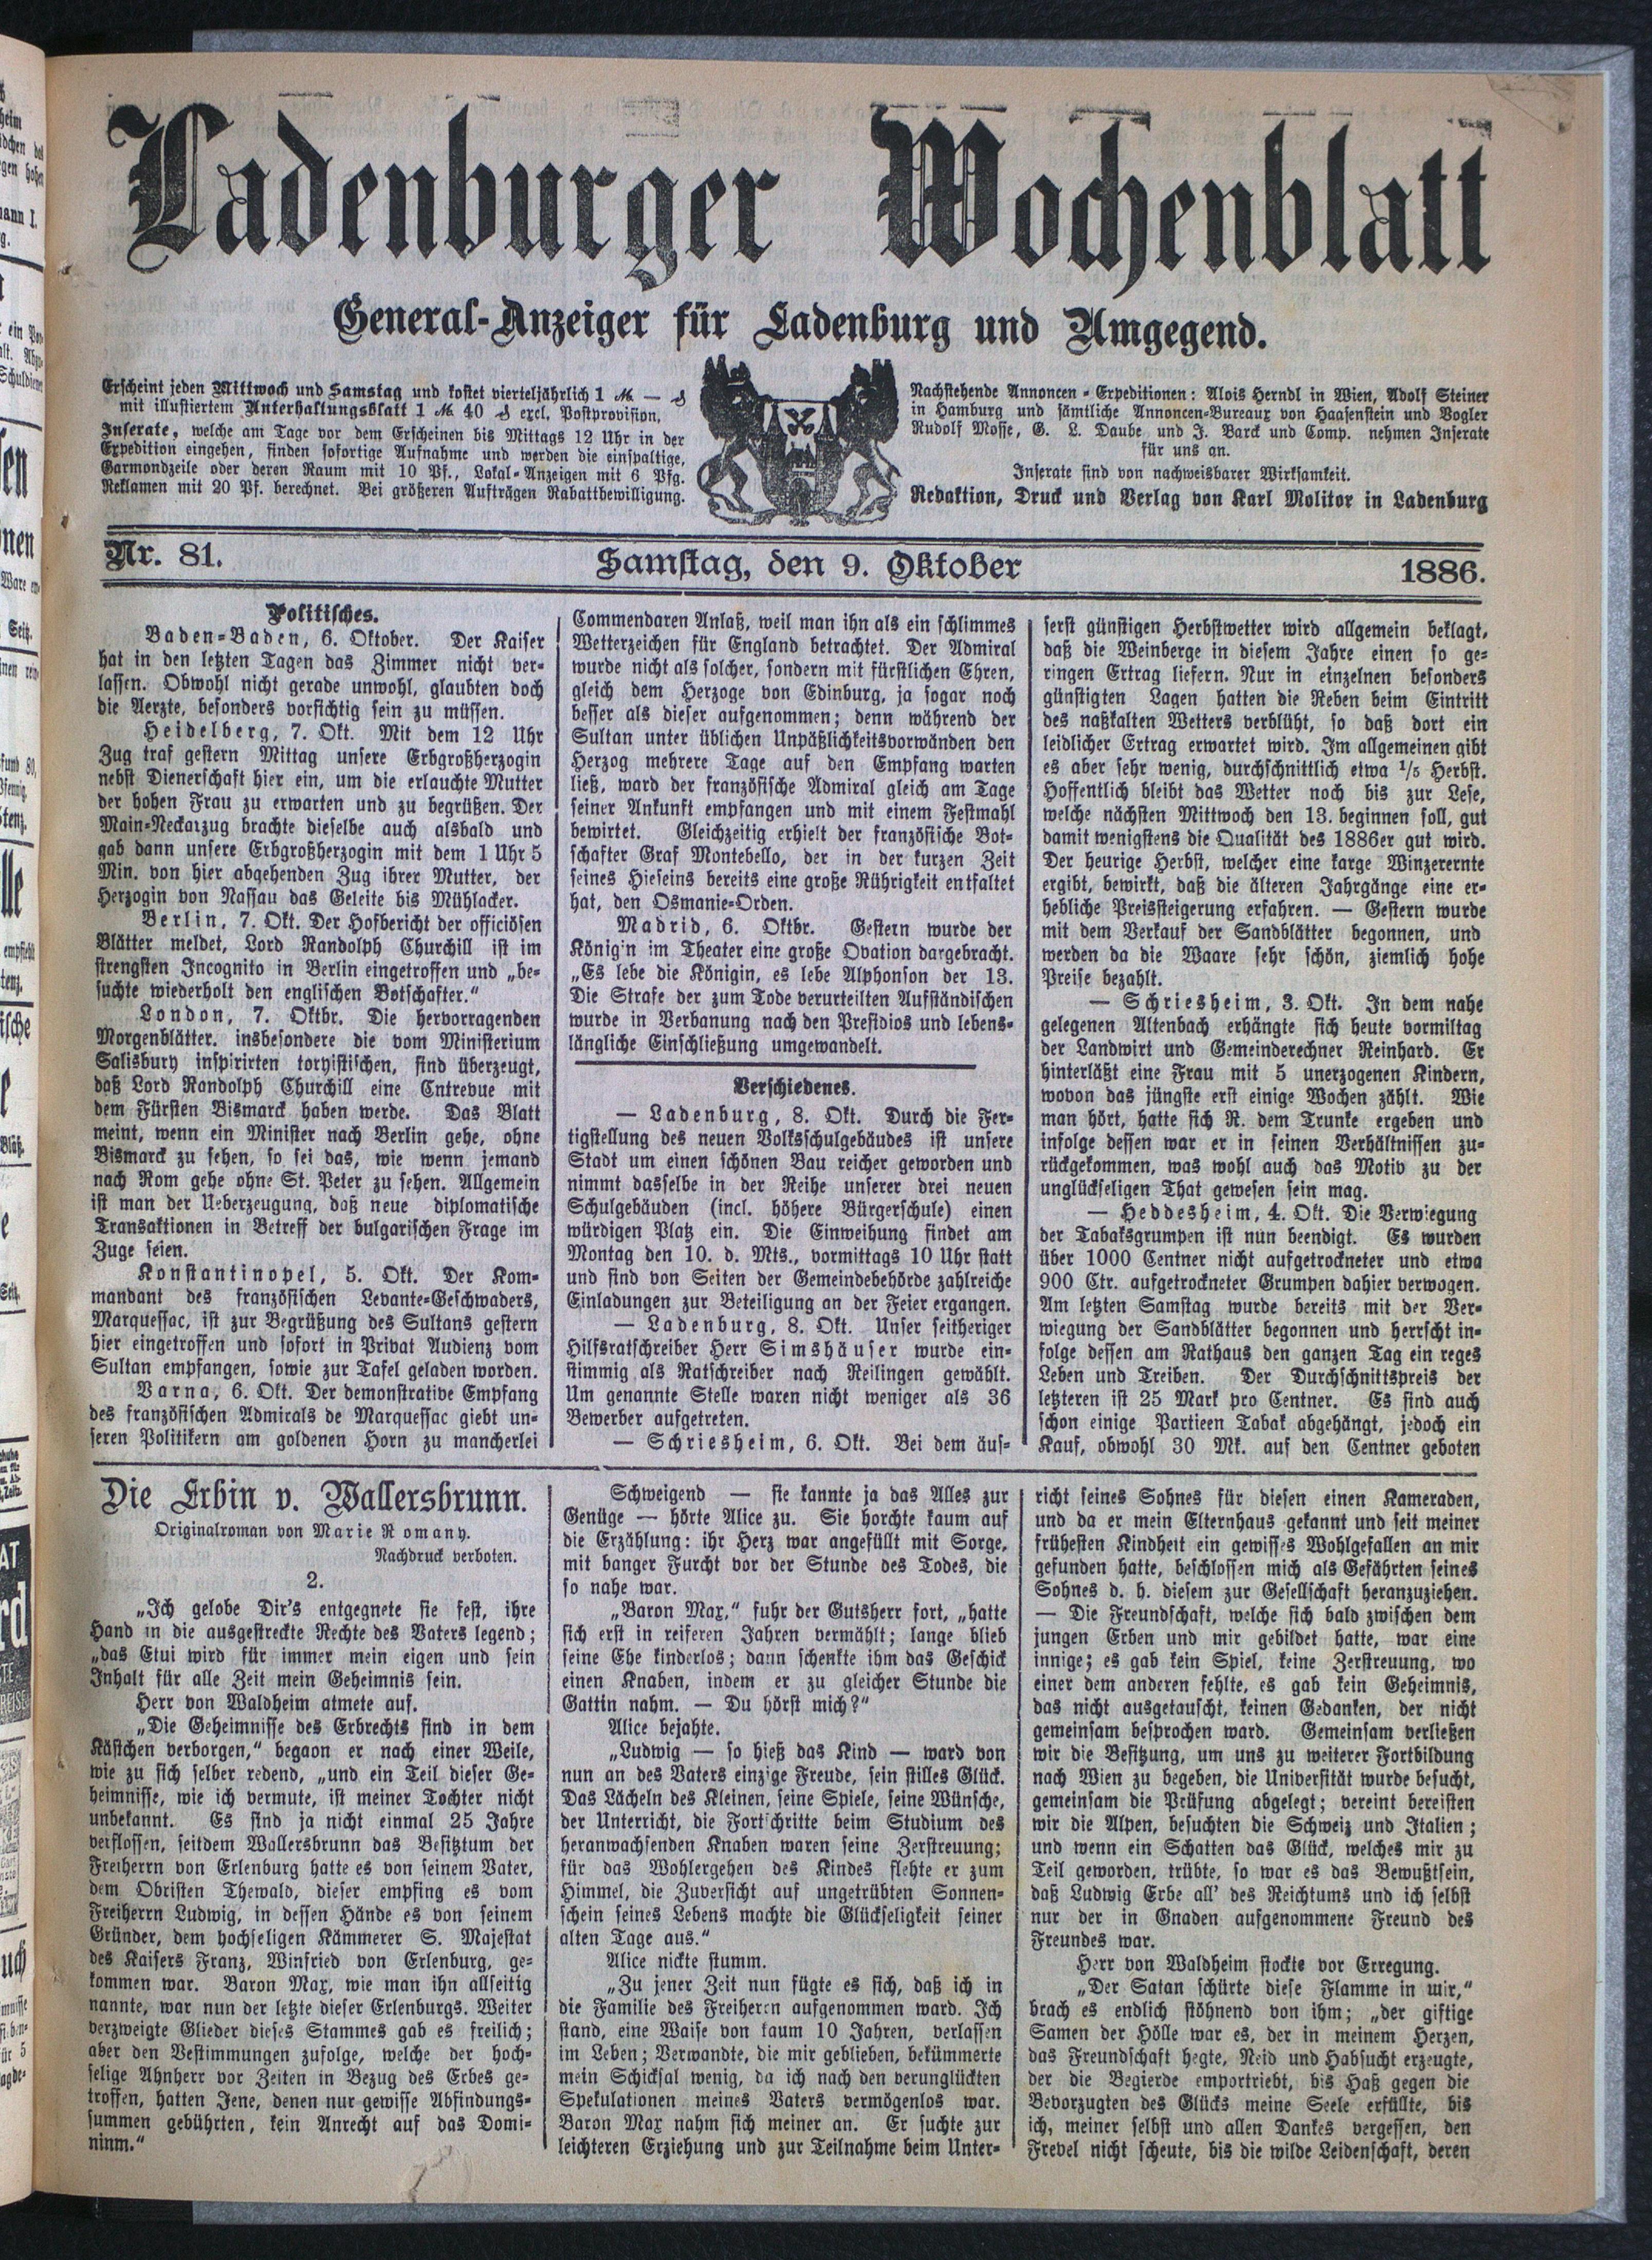 Ladenburger Wochenblatt
General-Anzeiger für Ladenburg und Umgegend.
Erscheint jeden Mittwoch und Samstag und kostet vierteljährlich 1 M. — ₰
mit illustriertem Unterhaltungsblatt 1 M. 40 ₰ excl. Postprovision.
Inserate, welche am Tage vor dem Erscheinen bis Mittags 12 Uhr in der
Expedition eingehen, finden sofortige Aufnahme und werden die einspaltige,
Garmondzeile oder deren Raum mit 10 Pf., Lokal-Anzeigen mit 6 Pfg.
Reklamen mit 20 Pf. berechnet. Bei größeren Aufträgen Rabattbewilligung.
Nachstehende Annoncen-Expeditionen: Alois Herndl in Wien, Adolf Steiner
in Hamburg und sämtliche Annoncen-Bureaux von Haasenstein und Vogler
Rudolf Mosse, G. L. Daube und J. Barck und Comp. nehmen Inserate
für uns an.
Inserate sind von nachweisbarer Wirksamkeit.
Redaktion, Druck und Verlag von Karl Molitor in Ladenburg
Nr. 81.
Samstag, den 9. Oktober
1886.
Politisches.
Baden-Baden, 6. Oktober. Der Kaiser
hat in den letzten Tagen das Zimmer nicht ver-
lassen. Obwohl nicht gerade unwohl, glaubten doch
die Aerzte, besonders vorsichtig sein zu müssen.
Heidelberg, 7. Okt. Mit dem 12 Uhr
Zug traf gestern Mittag unsere Erbgroßherzogin
nebst Dienerschaft hier ein, um die erlauchte Mutter
der hohen Frau zu erwarten und zu begrüßen. Der
Main-Neckarzug brachte dieselbe auch alsbald und
gab dann unsere Erbgroßherzogin mit dem 1 Uhr 5
Min. von hier abgehenden Zug ihrer Mutter, der
Herzogin von Nassau das Geleite bis Mühlacker.
Berlin, 7. Okt. Der Hofbericht der officiösen
Blätter meldet, Lord Randolph Churchill ist im
strengsten Incognito in Berlin eingetroffen und „be-
suchte wiederholt den englischen Botschafter.“
London, 7. Oktbr. Die hervorragenden
Morgenblätter. insbesondere die vom Ministerium
Salisbury inspirirten toryistischen, sind überzeugt,
daß Lord Randolph Churchill eine Entrevue mit
dem Fürsten Bismarck haben werde. Das Blatt
meint, wenn ein Minister nach Berlin gehe, ohne
Bismarck zu sehen, so sei das, wie wenn jemand
nach Rom gehe ohne St. Peter zu sehen. Allgemein
ist man der Ueberzeugung, daß neue diplomatische
Transaktionen in Betreff der bulgarischen Frage im
Zuge seien.
Konstantinopel, 5. Okt. Der Kom-
mandant des französischen Levante-Geschwaders,
Marquessac, ist zur Begrüßung des Sultans gestern
hier eingetroffen und sofort in Privat Audienz vom
Sultan empfangen, sowie zur Tafel geladen worden.
Varna, 6. Okt. Der demonstrative Empfang
des französischen Admirals de Marquessac giebt un-
seren Politikern am goldenen Horn zu mancherlei
Commendaren Anlaß, weil man ihn als ein schlimmes
Wetterzeichen für England betrachtet. Der Admiral
wurde nicht als solcher, sondern mit fürstlichen Ehren,
gleich dem Herzoge von Edinburg, ja sogar noch
besser als dieser aufgenommen; denn während der
Sultan unter üblichen Unpäßlichkeitsvorwänden den
Herzog mehrere Tage auf den Empfang warten
ließ, ward der französische Admiral gleich am Tage
seiner Ankunft empfangen und mit einem Festmahl
bewirtet. Gleichzeitig erhielt der französische Bot-
schafter Graf Montebello, der in der kurzen Zeit
seines Hieseins bereits eine große Rührigkeit entfaltet
hat, den Osmanie-Orden.
Madrid, 6. Oktbr. Gestern wurde der
König'n im Theater eine große Ovation dargebracht.
„Es lebe die Königin, es lebe Alphonson der 13.
Die Strafe der zum Tode verurteilten Aufständischen
wurde in Verbanung nach den Presidios und lebens-
längliche Einschließung umgewandelt.
Verschiedenes.
— Ladenburg, 8. Okt. Durch die Fer-
tigstellung des neuen Volksschulgebäudes ist unsere
Stadt um einen schönen Bau reicher geworden und
nimmt dasselbe in der Reihe unserer drei neuen
Schulgebäuden (incl. höhere Bürgerschule) einen
würdigen Platz ein. Die Einweihung findet am
Montag den 10. d. Mts., vormittags 10 Uhr statt
und sind von Seiten der Gemeindebehörde zahlreiche
Einladungen zur Beteiligung an der Feier ergangen.
— Ladenburg, 8. Okt. Unser seitheriger
Hilfsratschreiber Herr Simshäuser wurde ein-
stimmig als Ratschreiber nach Reilingen gewählt.
Um genannte Stelle waren nicht weniger als 36
Bewerber aufgetreten.
— Schriesheim, 6. Okt. Bei dem äus-
serst günstigen Herbstwetter wird allgemein beklagt,
daß die Weinberge in diesem Jahre einen so ge-
ringen Ertrag liefern. Nur in einzelnen besonders
günstigten Lagen hatten die Reben beim Eintritt
des naßkalten Wetters verblüht, so daß dort ein
leidlicher Ertrag erwartet wird. Im allgemeinen gibt
es aber sehr wenig, durchschnittlich etwa 1/5 Herbst.
Hoffentlich bleibt das Wetter noch bis zur Lese,
welche nächsten Mittwoch den 13. beginnen soll, gut
damit wenigstens die Qualität des 1886er gut wird.
Der heurige Herbst, welcher eine karge Winzerernte
ergibt, bewirkt, daß die älteren Jahrgänge eine er-
hebliche Preissteigerung erfahren. — Gestern wurde
mit dem Verkauf der Sandblätter begonnen, und
werden da die Waare sehr schön, ziemlich hohe
Preise bezahlt.
— Schriesheim, 3. Okt. In dem nahe
gelegenen Altenbach erhängte sich heute vormiltag
der Landwirt und Gemeinderechner Reinhard. Er
hinterläßt eine Frau mit 5 unerzogenen Kindern,
wovon das jüngste erst einige Wochen zählt. Wie
man hört, hatte sich R. dem Trunke ergeben und
infolge dessen war er in seinen Verhältnissen zu-
rückgekommen, was wohl auch das Motiv zu der
unglückseligen That gewesen sein mag.
— Heddesheim, 4. Okt. Die Verwiegung
der Tabaksgrumpen ist nun beendigt. Es wurden
über 1000 Centner nicht aufgetrockneter und etwa
900 Ctr. aufgetrockneter Grumpen dahier verwogen.
Am letzten Samstag wurde bereits mit der Ver-
wiegung der Sandblätter begonnen und herrscht in-
folge dessen am Rathaus den ganzen Tag ein reges
Leben und Treiben. Der Durchschnittspreis der
letzteren ist 25 Mark pro Centner. Es sind auch
schon einige Partieen Tabak abgehängt, jedoch ein
Kauf, obwohl 30 Mk. auf den Centner geboten
Die Erbin v. Wallersbrunn.
Originalroman von Marie Romany.
Nachdruck verboten.
2.
„Ich gelobe Dir's entgegnete sie fest, ihre
Hand in die ausgestreckte Rechte des Vaters legend;
„das Etui wird für immer mein eigen und sein
Inhalt für alle Zeit mein Geheimnis sein.
Herr von Waldheim atmete auf.
„Die Geheimnisse des Erbrechts sind in dem
Kästchen verborgen,“ begaon er nach einer Weile,
wie zu sich selber redend, „und ein Teil dieser Ge-
heimnisse, wie ich vermute, ist meiner Tochter nicht
unbekannt. Es sind ja nicht einmal 25 Jahre
verflossen, seitdem Wallersbrunn das Besitztum der
Freiherrn von Erlenburg hatte es von seinem Vater,
dem Obristen Thewald, dieser empfing es vom
Freiherrn Ludwig, in dessen Hände es von seinem
Gründer, dem hochseligen Kämmerer S. Majestat
des Kaisers Franz, Winfried von Erlenburg, ge-
kommen war. Baron Max, wie man ihn allseitig
nannte, war nun der letzte dieser Erlenburgs. Weiter
verzweigte Glieder dieses Stammes gab es freilich;
aber den Bestimmungen zufolge, welche der hoch-
selige Ahnherr vor Zeiten in Bezug des Erbes ge-
troffen, hatten Jene, denen nur gewisse Abfindungs-
summen gebührten, kein Anrecht auf das Domi-
ninm.“
Schweigend — sie kannte ja das Alles zur
Genüge — hörte Alice zu. Sie horchte kaum auf
die Erzählung: ihr Herz war angefüllt mit Sorge,
mit banger Furcht vor der Stunde des Todes, die
so nahe war.
„Baron Max,“ fuhr der Gutsherr fort, „hatte
sich erst in reiferen Jahren vermählt; lange blieb
seine Ehe kinderlos; dann schenkte ihm das Geschick
einen Knaben, indem er zu gleicher Stunde die
Gattin nahm. — Du hörst mich?“
Alice bejahte.
„Ludwig — so hieß das Kind — ward von
nun an des Vaters einzige Freude, sein stilles Glück.
Das Lächeln des Kleinen, seine Spiele, seine Wünsche,
der Unterricht, die Fortschritte beim Studium des
heranwachsenden Knaben waren seine Zerstreuung;
für das Wohlergehen des Kindes flehte er zum
Himmel, die Zuversicht auf ungetrübten Sonnen-
schein seines Lebens machte die Glückseligkeit seiner
alten Tage aus.“
Alice nickte stumm.
„Zu jener Zeit nun fügte es sich, daß ich in
die Familie des Freiherrn aufgenommen ward. Ich
stand, eine Waise von kaum 10 Jahren, verlassen
im Leben; Verwandte, die mir geblieben, bekümmerte
mein Schicksal wenig, da ich nach den verunglückten
Spekulationen meines Vaters vermögenlos war.
Baron Max nahm sich meiner an. Er suchte zur
leichteren Erziehung und zur Teilnahme beim Unter-
richt seines Sohnes für diesen einen Kameraden,
und da er mein Elternhaus gekannt und seit meiner
frühesten Kindheit ein gewisses Wohlgefallen an mir
gefunden hatte, beschlossen mich als Gefährten seines
Sohnes d. h. diesem zur Gesellschaft heranzuziehen.
— Die Freundschaft, welche sich bald zwischen dem
jungen Erben und mir gebildet hatte, war eine
innige; es gab kein Spiel, keine Zerstreuung, wo
einer dem anderen fehlte, es gab kein Geheimnis,
das nicht ausgetauscht, keinen Gedanken, der nicht
gemeinsam besprochen ward. Gemeinsam verließen
wir die Besitzung, um uns zu weiterer Fortbildung
nach Wien zu begeben, die Universität wurde besucht,
gemeinsam die Prüfung abgelegt; vereint bereisten
wir die Alpen, besuchten die Schweiz und Italien;
und wenn ein Schatten das Glück, welches mir zu
Teil geworden, trübte, so war es das Bewußtsein,
daß Ludwig Erbe all' des Reichtums und ich selbst
nur der in Gnaden aufgenommene Freund des
Freundes war.
Herr von Waldheim stockte vor Erregung.
„Der Satan schürte diese Flamme in mir,“
brach es endlich stöhnend von ihm; „der giftige
Samen der Hölle war es, der in meinem Herzen,
das Freundschaft hegte, Neid und Habsucht erzeugte,
der die Begierde emportriebt, bis Haß gegen die
Bevorzugten des Glücks meine Seele erfüllte, bis
ich, meiner selbst und allen Dankes vergessen, den
Frevel nicht scheute, bis die wilde Leidenschaft, deren